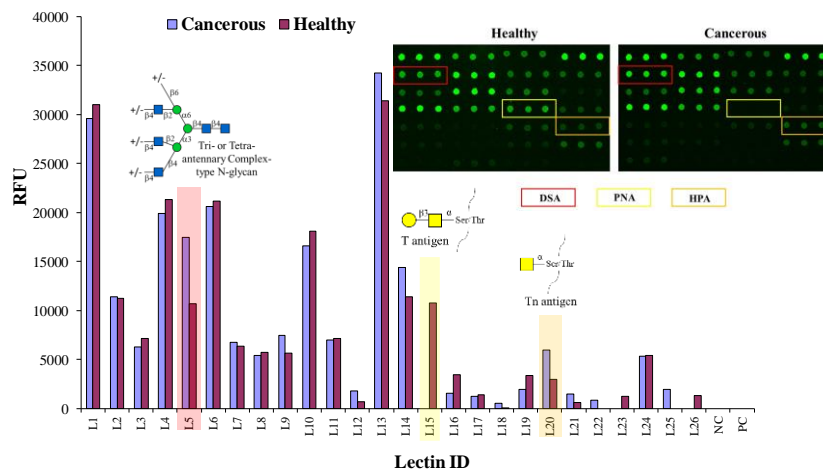 Cancerous Healthy
Healthy
Cancerous
40000
35000
30000
25000
20000
15000
10000
5000
0
RFU
+/-
β6
+/-
β4
β2
α6
β4
β4
+/-
β4
β2
α3
β4
+/-
β4
Tri- or Tetra-
antennary Complex-
type N-glycan
DSA
PNA
HPA
β3
α
Ser/Thr
T antigen
α
Ser/Thr
Tn antigen
L1 L2 L3 L4 L5 L6 L7 L8 L9 L10 L11 L12 L13 L14 L15 L16 L17 L18 L19 L20 L21 L22 L23 L24 L25 L26 NC PC
Lectin ID